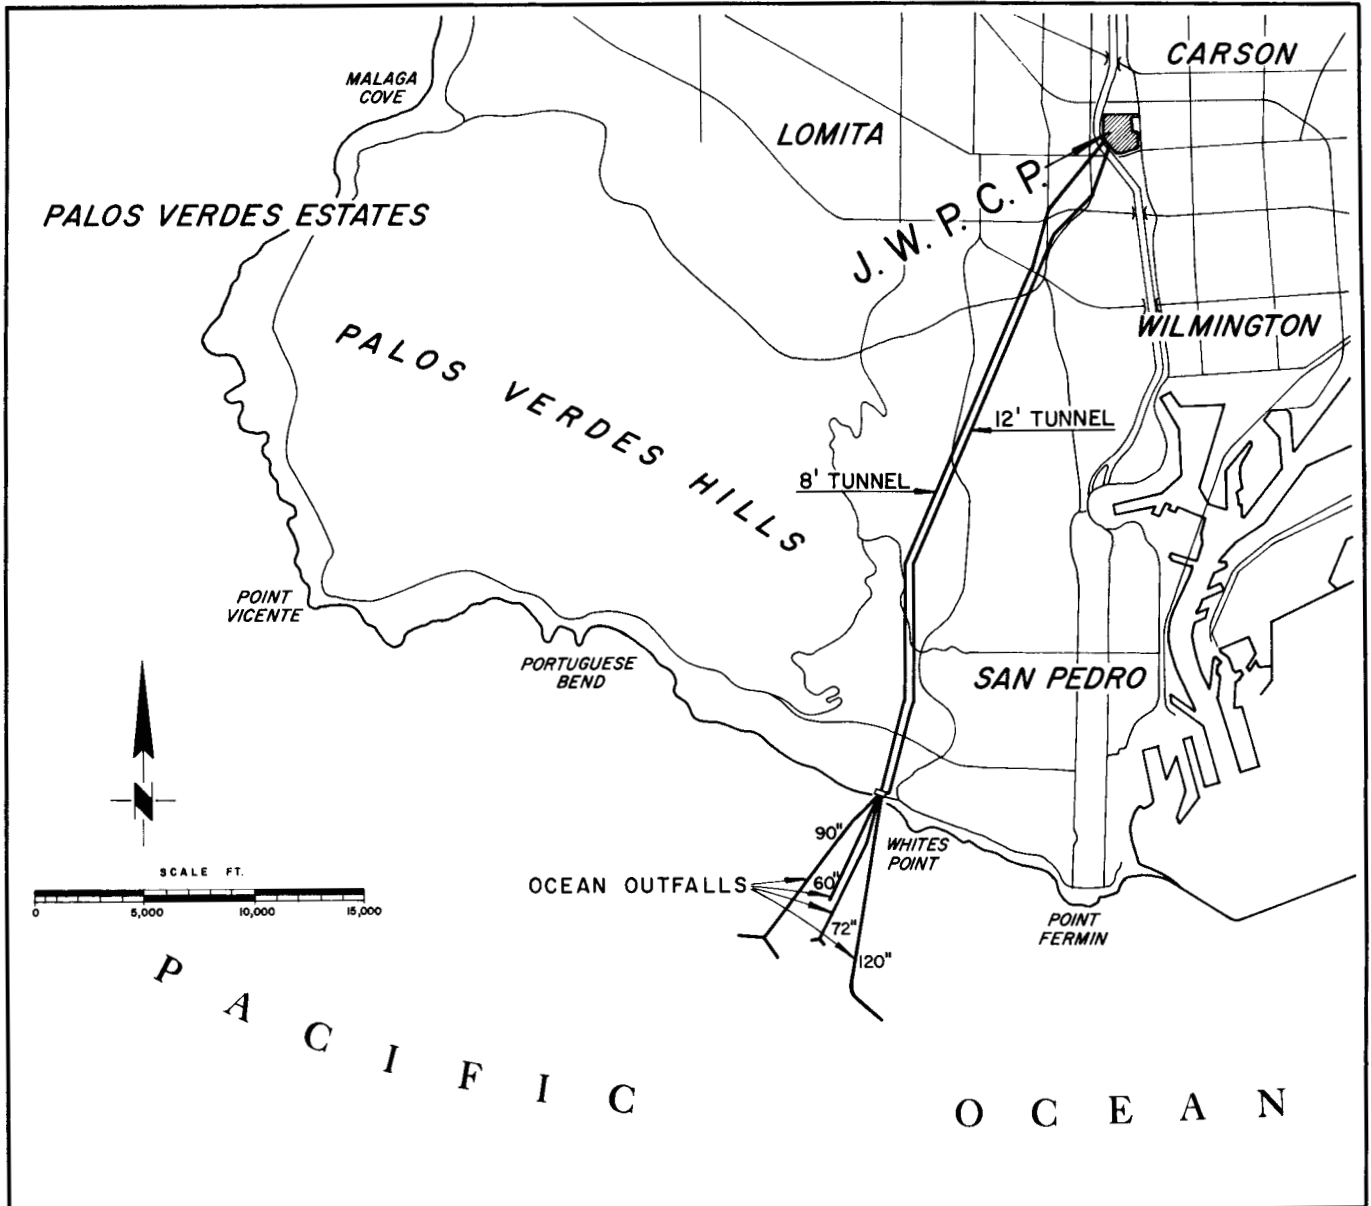 CARSON
MALAGA
COVE
LOMITA
J. W. P. C. P.
PALOS VERDES ESTATES
WILMINGTON
PALOS VERDES HILLS
12' TUNNEL
8' TUNNEL
POINT
VICENTE
PORTUGUESE
BEND
SAN PEDRO
N
90"
WHITES
POINT
SCALE FT.
0 5,000 10,000 15,000
OCEAN OUTFALLS
60"
72"
120"
POINT
FERMIN
PACIFIC OCEAN